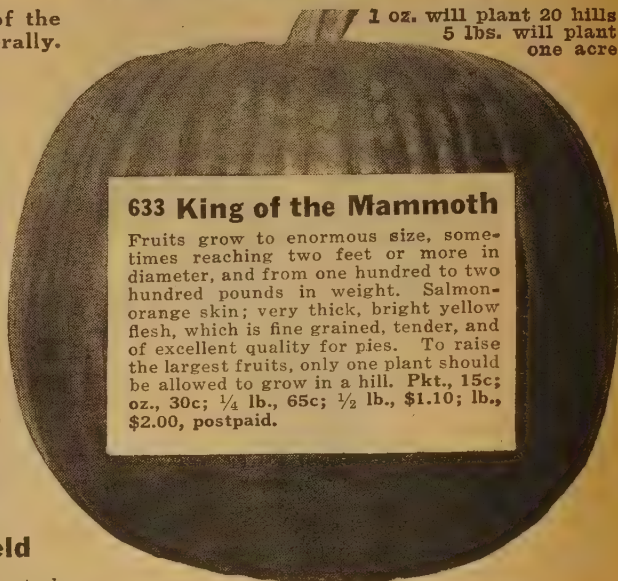 of the
rally.
1 oz. will plant 20 hills
5 lbs. will plant
one acre
633 King of the Mammoth
Fruits grow to enormous size, some-
times reaching two feet or more in
diameter, and from one hundred to two
hundred pounds in weight. Salmon-
orange skin; very thick, bright yellow
flesh, which is fine grained, tender, and
of excellent quality for pies. To raise
the largest fruits, only one plant should
be allowed to grow in a hill. Pkt., 15c;
oz., 30c; ¼ lb., 65c; ½ lb., $1.10; lb.,
$2.00, postpaid.
eld